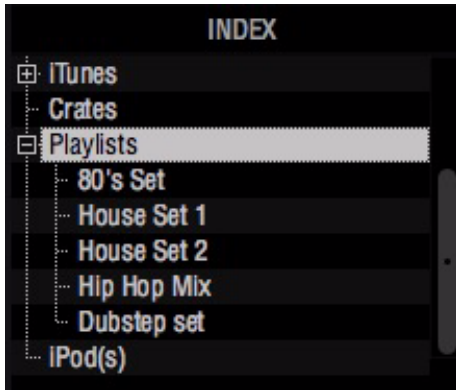 INDEX
iTunes
Crates
Playlists
80's Set
House Set 1
House Set 2
Hip Hop Mix
Dubstep set
iPod(s)